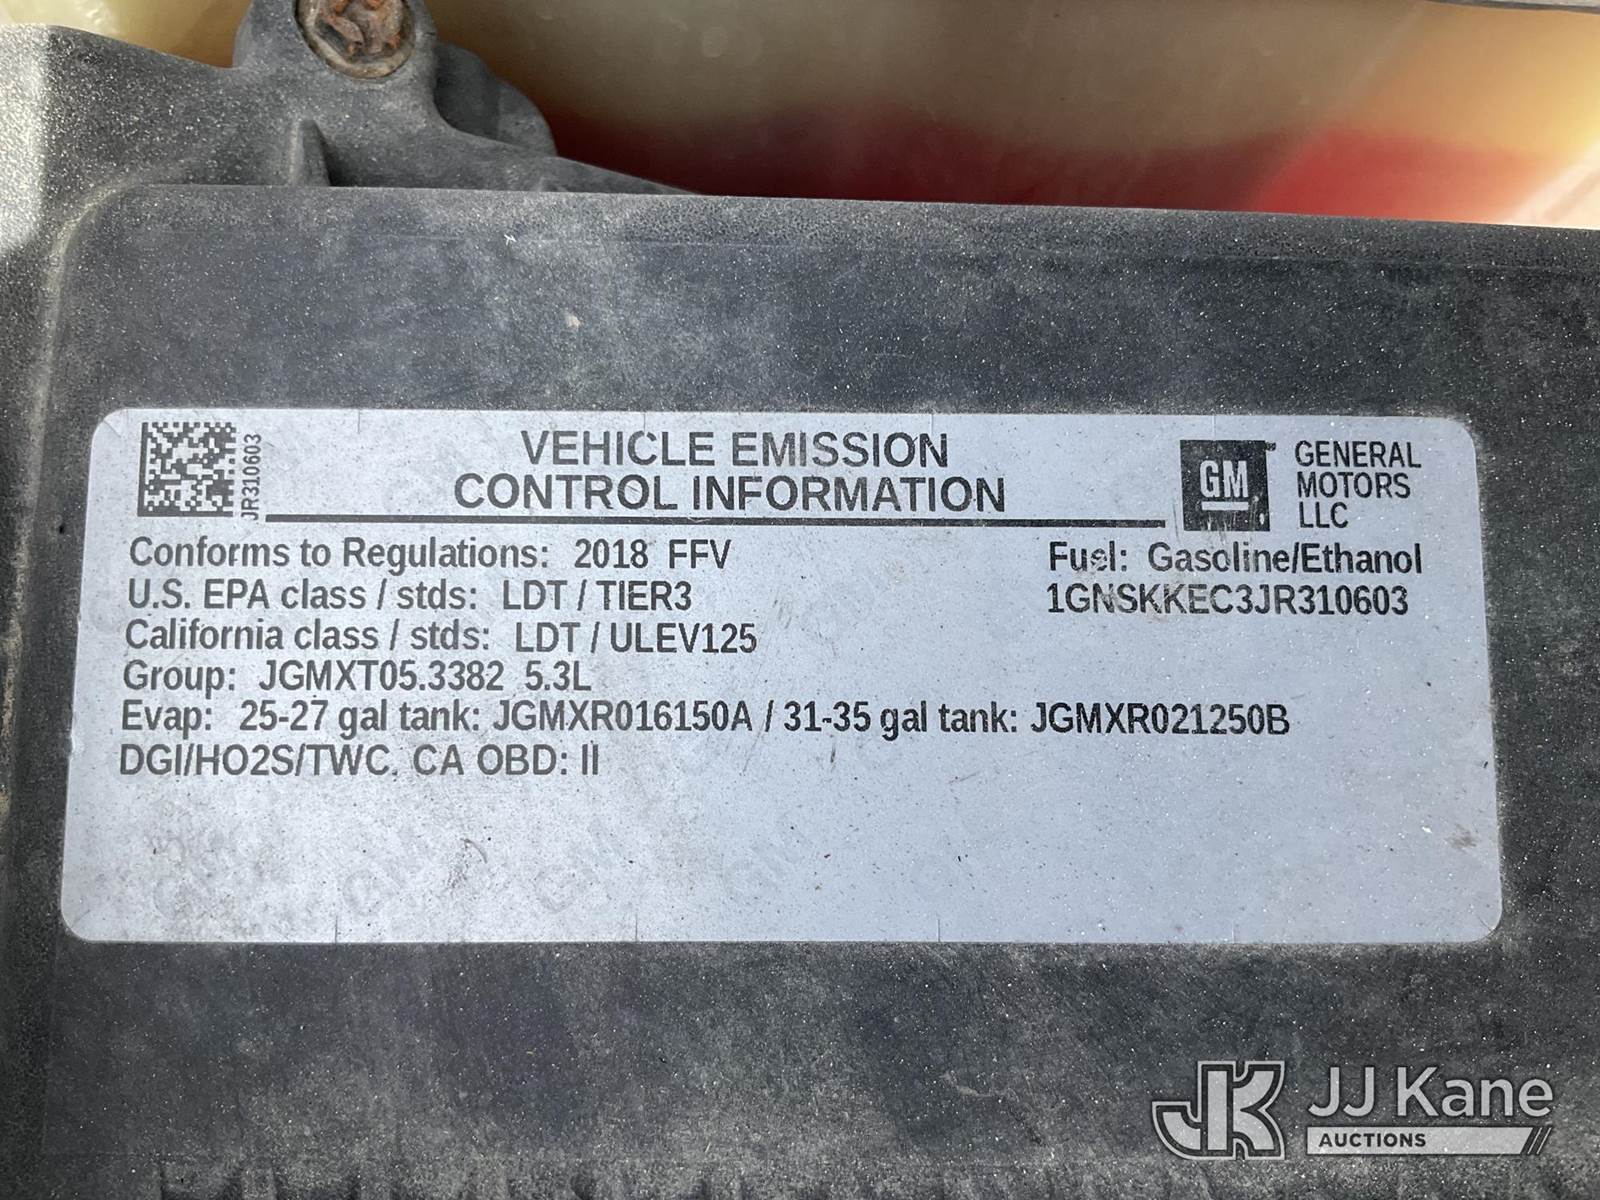 JR310603
VEHICLE EMISSION
CONTROL INFORMATION
GM
GENERAL
MOTORS
LLC
Conforms to Regulations: 2018 FFV
Fuel: Gasoline/Ethanol
U.S. EPA class / stds: LDT / TIER3
1GNSKKEC3JR310603
California class / stds: LDT / ULEV125
Group: JGMXT05.3382 5.3L
Evap: 25-27 gal tank: JGMXR016150A / 31-35 gal tank: JGMXR021250B
DGI/HO2S/TWC, CA OBD: II
JK JJ Kane
AUCTIONS